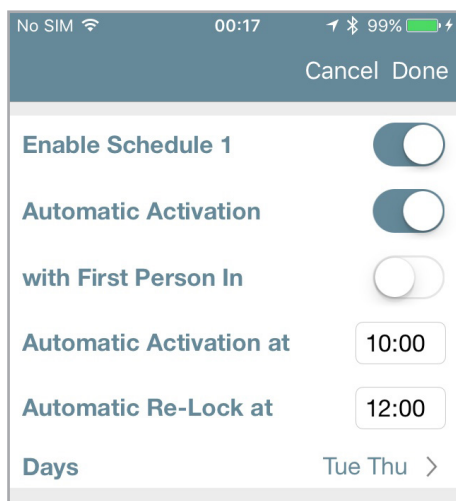 No SIM 00:17 99%
Cancel Done
Enable Schedule 1
Automatic Activation
with First Person In
Automatic Activation at 10:00
Automatic Re-Lock at 12:00
Days Tue Thu